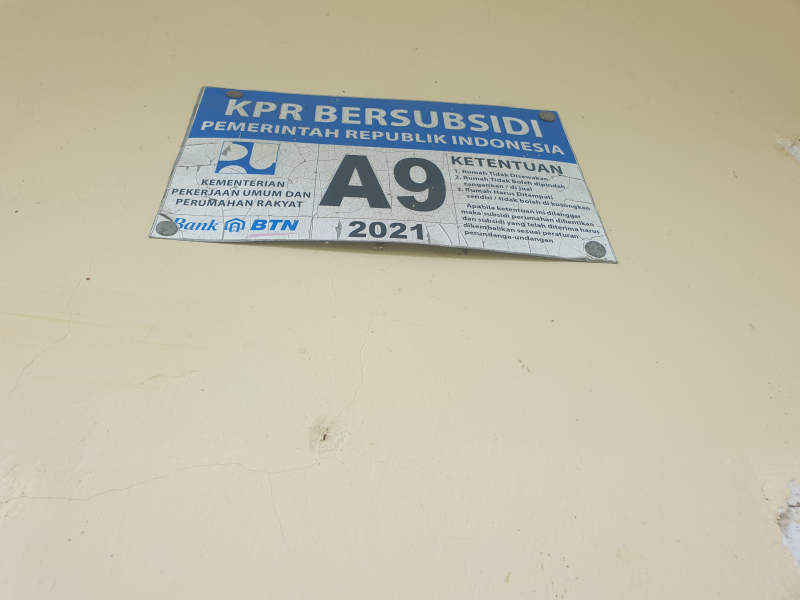 KPR BERSUBSIDI
PEMERINTAH REPUBLIK INDONESIA
KEMENTERIAN
PEKERJAAN UMUM DAN
PERUMAHAN RAKYAT
Bank BTN
A9
2021
KETENTUAN
1. Rumah Tidak Disewakan
2. Rumah Tidak Boleh dipindah
tangankan / di jual
3. Rumah Harus Ditempati
sendiri / tidak boleh di kosongkan
Apabila ketentuan ini dilanggar
maka subsidi perumahan dihentikan
dan subsidi yang telah diterima harus
dikembalikan sesuai peraturan
perundanga-undangan